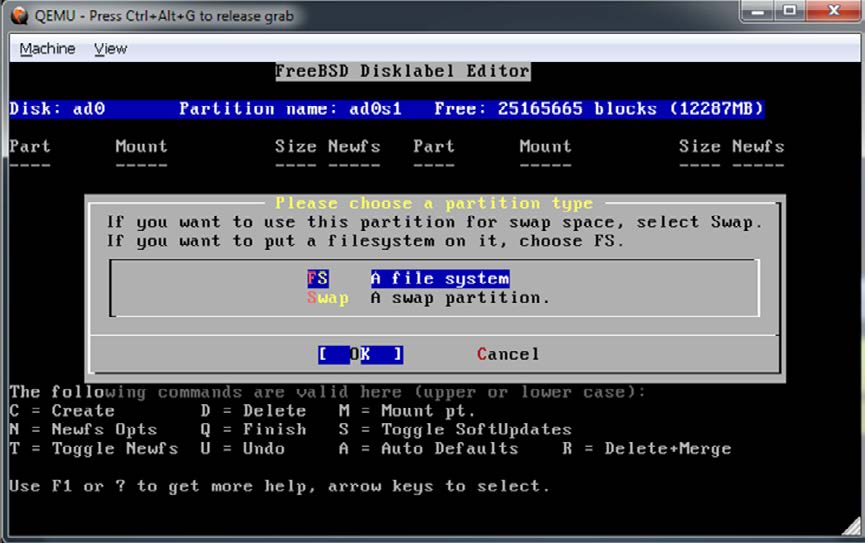 QEMU - Press Ctrl+Alt+G to release grab
Machine View
FreeBSD Disklabel Editor
Disk: ad0 Partition name: ad0s1 Free: 25165665 blocks (12287MB)
Part Mount Size Newfs Part Mount Size Newfs
---- ----- ---- ----- ---- ----- ---- -----
Please choose a partition type
If you want to use this partition for swap space, select Swap.
If you want to put a filesystem on it, choose FS.
FS A file system
Swap A swap partition.
[ OK ] Cancel
The following commands are valid here (upper or lower case):
C = Create D = Delete M = Mount pt.
N = Newfs Opts Q = Finish S = Toggle SoftUpdates
T = Toggle Newfs U = Undo A = Auto Defaults R = Delete+Merge
Use F1 or ? to get more help, arrow keys to select.